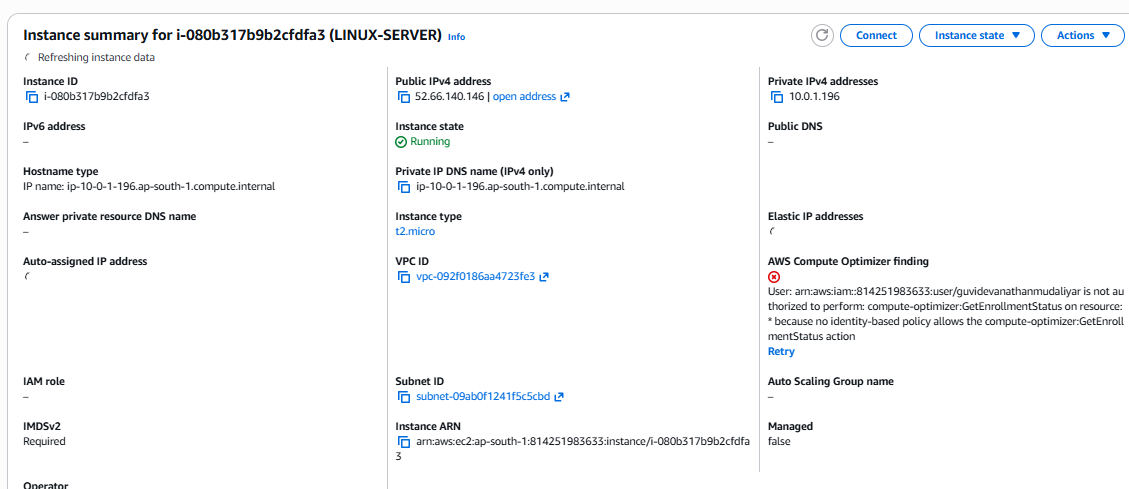 Instance summary for i-080b317b9b2cfdfa3 (LINUX-SERVER) Info
Connect
Instance state
Actions
Refreshing instance data
Instance ID
i-080b317b9b2cfdfa3
Public IPv4 address
52.66.140.146 | open address
Private IPv4 addresses
10.0.1.196
IPv6 address
–
Instance state
Running
Public DNS
–
Hostname type
IP name: ip-10-0-1-196.ap-south-1.compute.internal
Private IP DNS name (IPv4 only)
ip-10-0-1-196.ap-south-1.compute.internal
Answer private resource DNS name
–
Instance type
t2.micro
Elastic IP addresses
Auto-assigned IP address
VPC ID
vpc-092f0186aa4723fe3
AWS Compute Optimizer finding
User: arn:aws:iam::814251983633:user/guvidevanathanmudaliyar is not au
thorized to perform: compute-optimizer:GetEnrollmentStatus on resource:
* because no identity-based policy allows the compute-optimizer:GetEnroll
mentStatus action
Retry
IAM role
–
Subnet ID
subnet-09ab0f1241f5c5cbd
Auto Scaling Group name
–
IMDSv2
Required
Instance ARN
arn:aws:ec2:ap-south-1:814251983633:instance/i-080b317b9b2cfdfa
3
Managed
false
Operator